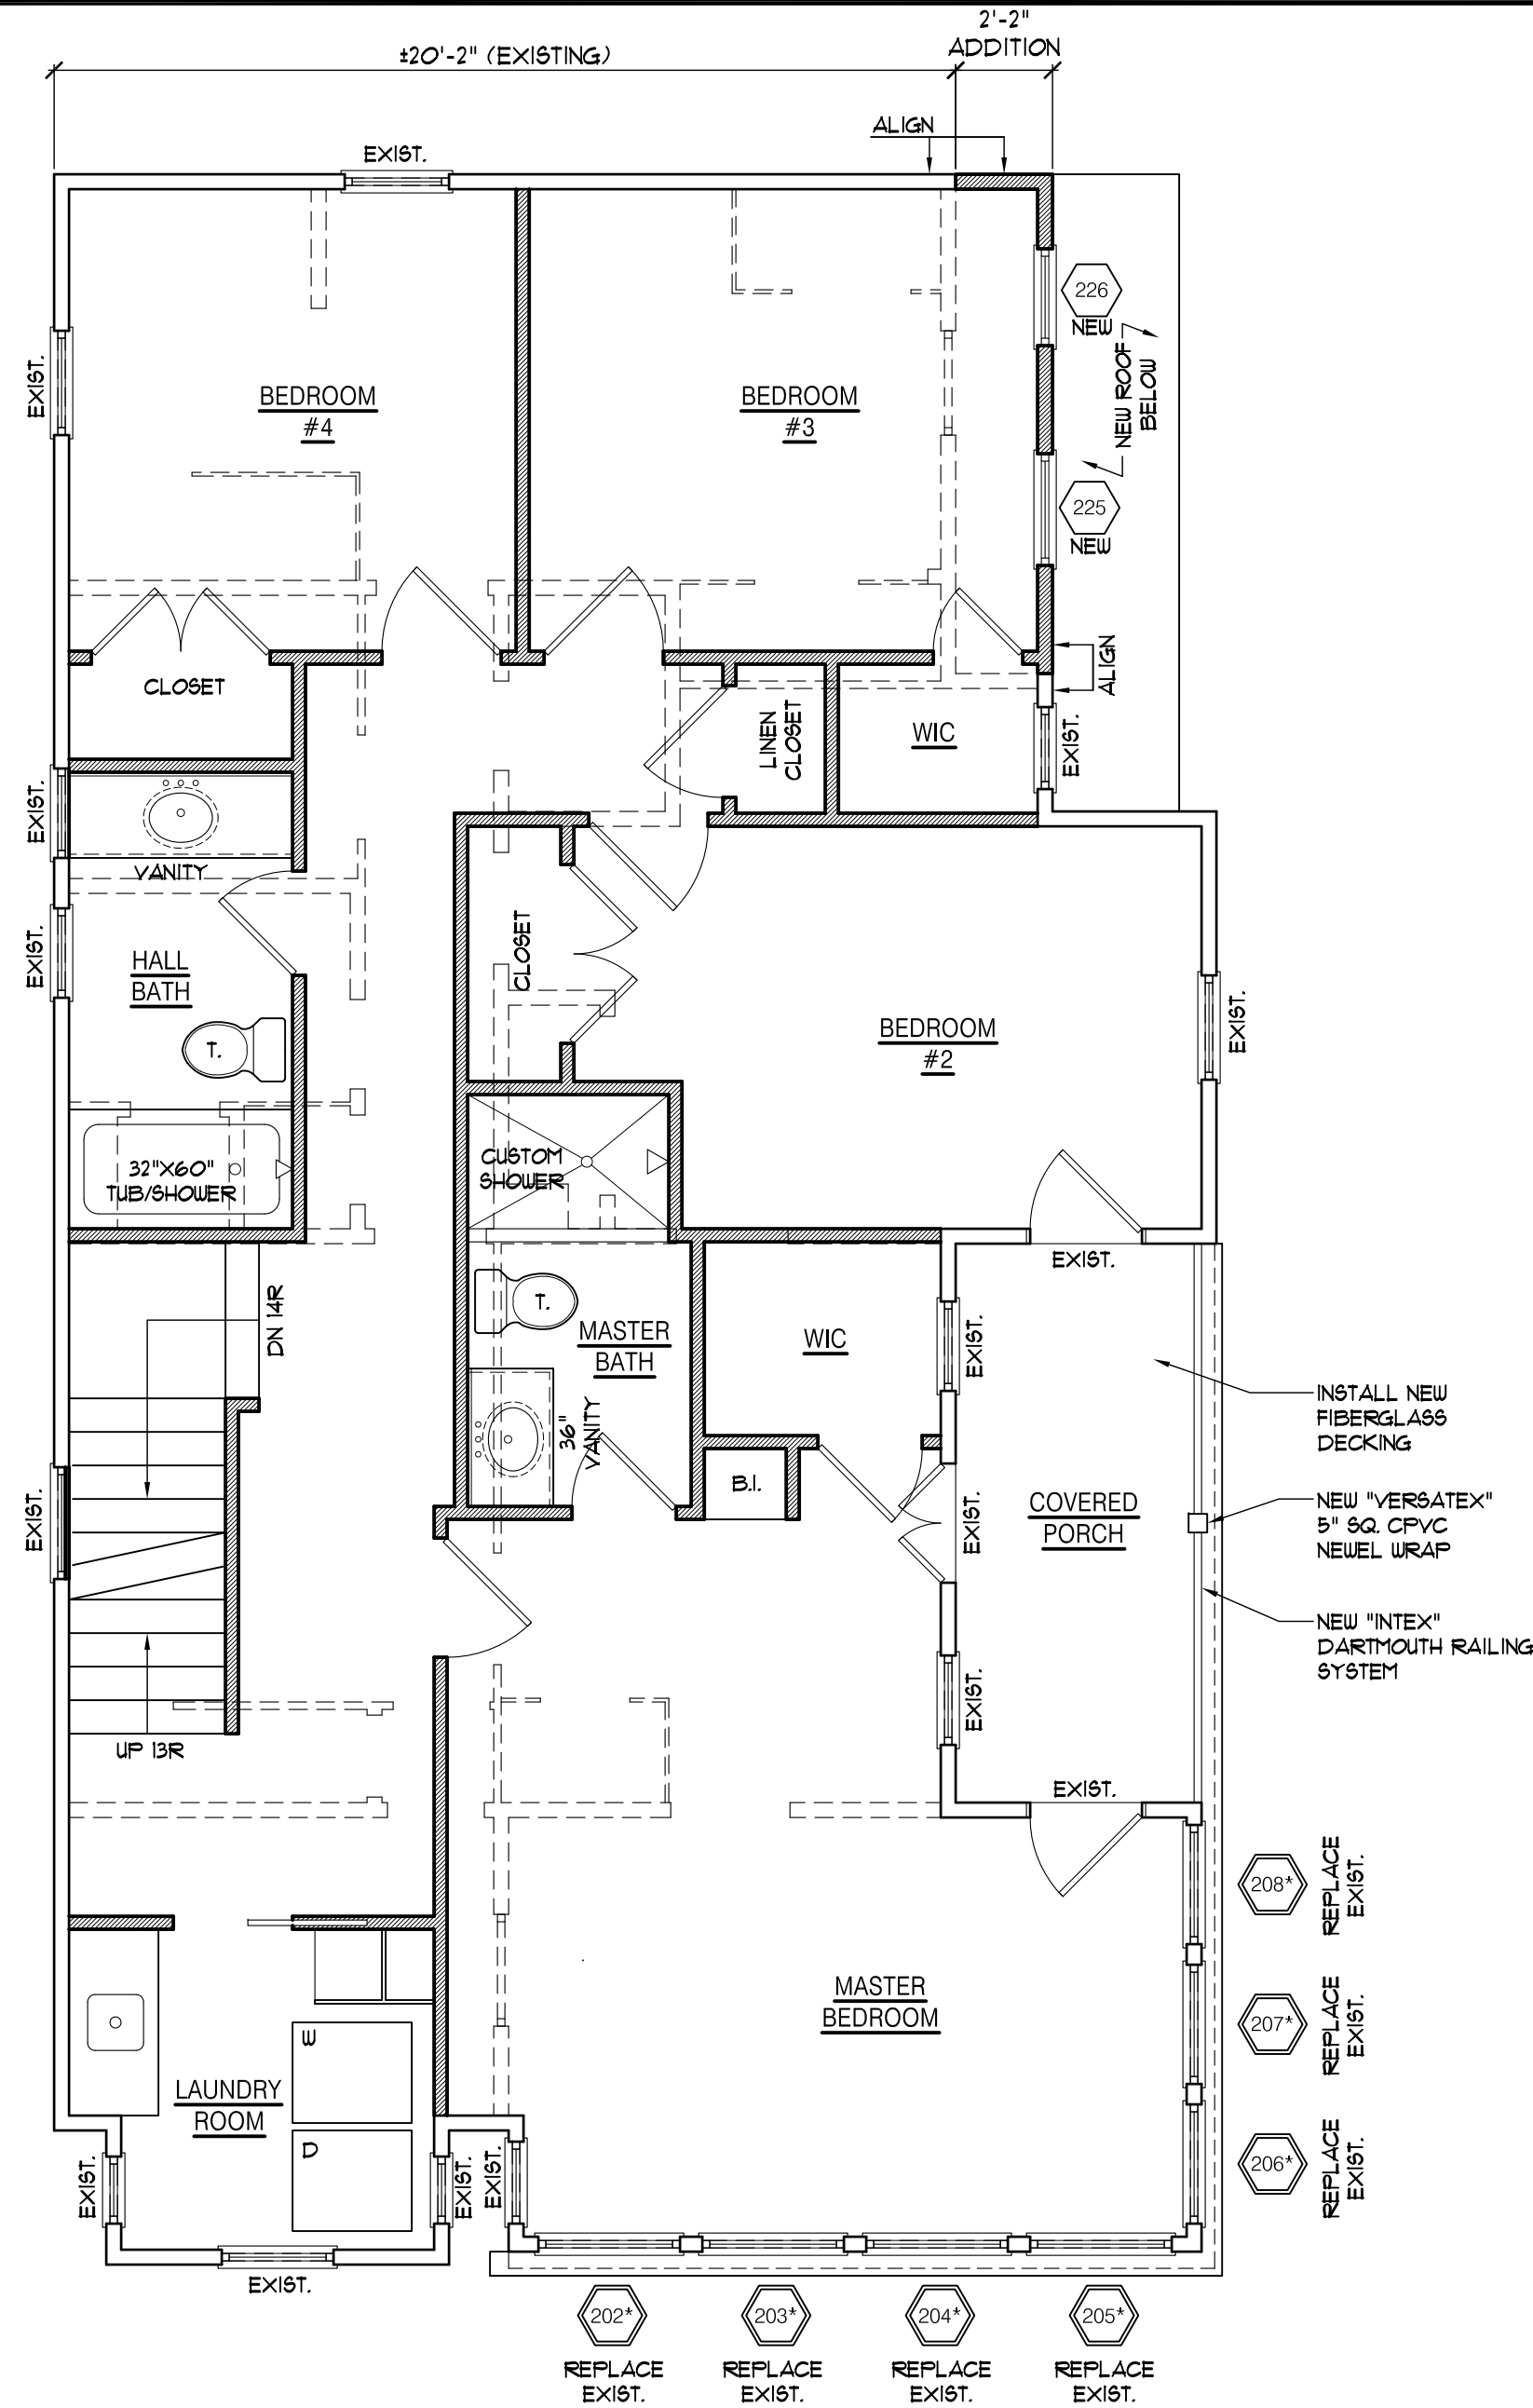 2'-2"
ADDITION
±20'-2" (EXISTING)
ALIGN
EXIST.
226
NEW
NEW ROOF
BELOW
EXIST.
BEDROOM
#4
BEDROOM
#3
225
NEW
ALIGN
CLOSET
LINEN
CLOSET
WIC
EXIST.
EXIST.
VANITY
HALL
BATH
EXIST.
CLOSET
BEDROOM
#2
EXIST.
T.
32"X60"
TUB/SHOWER
CUSTOM
SHOWER
EXIST.
DN 14R
T.
MASTER
BATH
WIC
EXIST.
36"
VANITY
INSTALL NEW
FIBERGLASS
DECKING
B.I.
EXIST.
EXIST.
COVERED
PORCH
NEW "VERSATEX"
5" SQ. CPVC
NEWEL WRAP
NEW "INTEX"
DARTMOUTH RAILING
SYSTEM
EXIST.
UP 13R
EXIST.
208*
REPLACE
EXIST.
MASTER
BEDROOM
207*
REPLACE
EXIST.
W
LAUNDRY
ROOM
D
206*
REPLACE
EXIST.
EXIST.
EXIST.
EXIST.
EXIST.
202*
203*
204*
205*
REPLACE
EXIST.
REPLACE
EXIST.
REPLACE
EXIST.
REPLACE
EXIST.